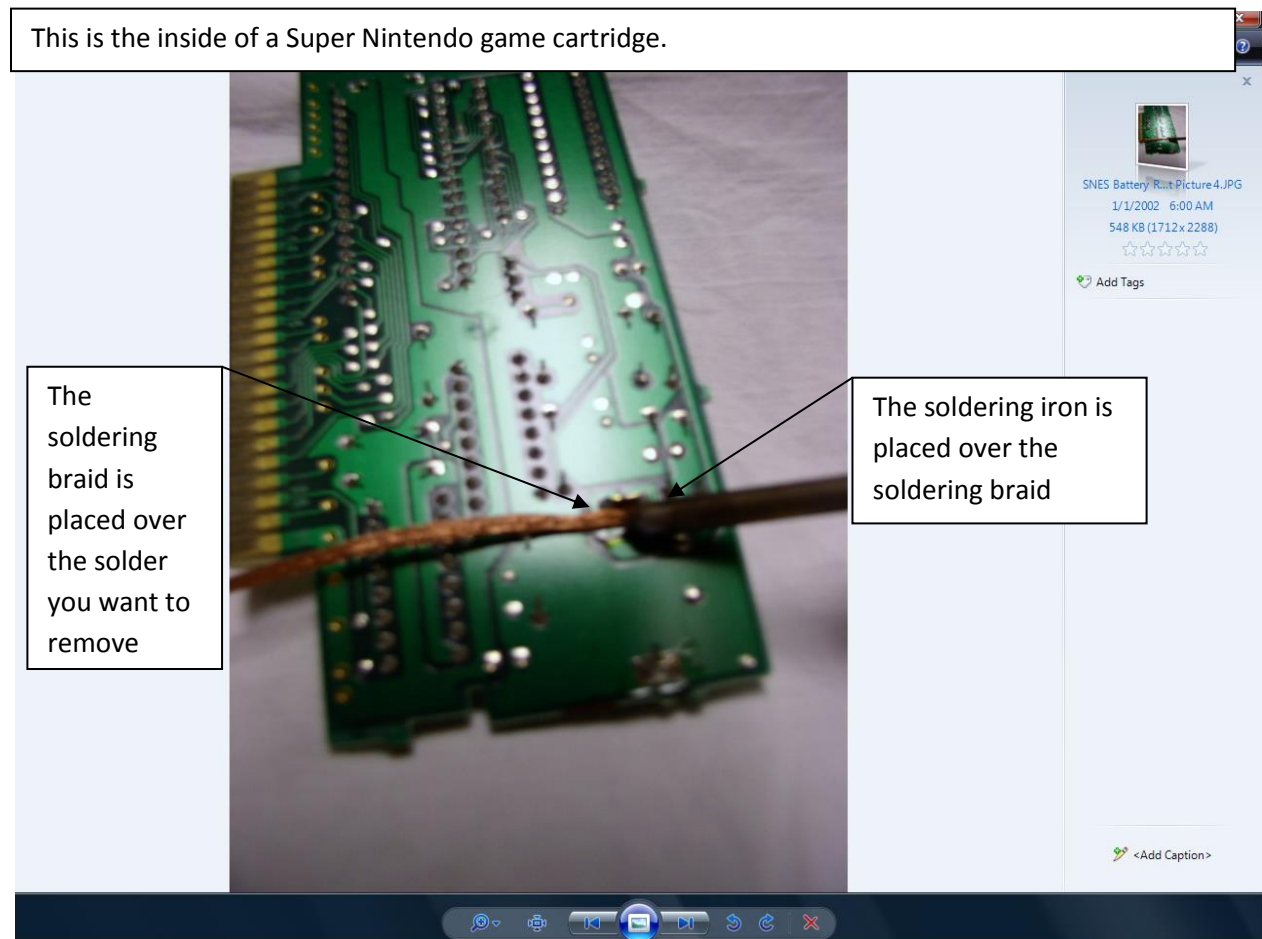 This is the inside of a Super Nintendo game cartridge.
x
SNES Battery R...t Picture 4.JPG
1/1/2002 6:00 AM
548 KB (1712 x 2288)
Add Tags
The
soldering
braid is
placed over
the solder
you want to
remove
The soldering iron is
placed over the
soldering braid
<Add Caption>